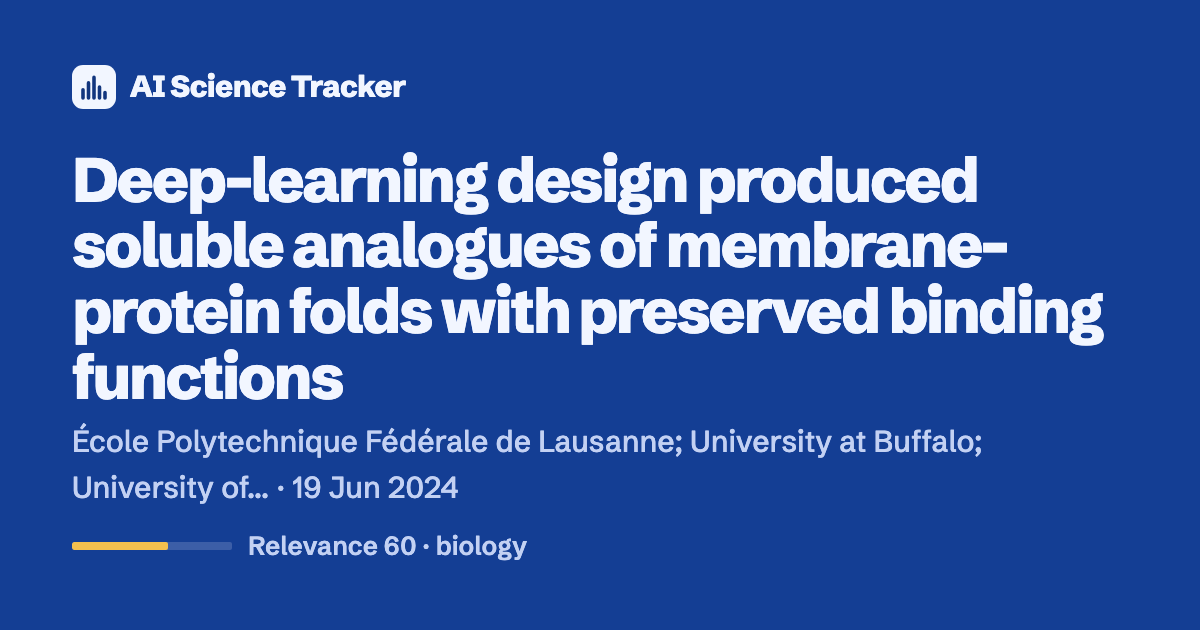 AI Science Tracker
Deep-learning design produced
soluble analogues of membrane-
protein folds with preserved binding
functions
École Polytechnique Fédérale de Lausanne; University at Buffalo;
University of... · 19 Jun 2024
Relevance 60 · biology